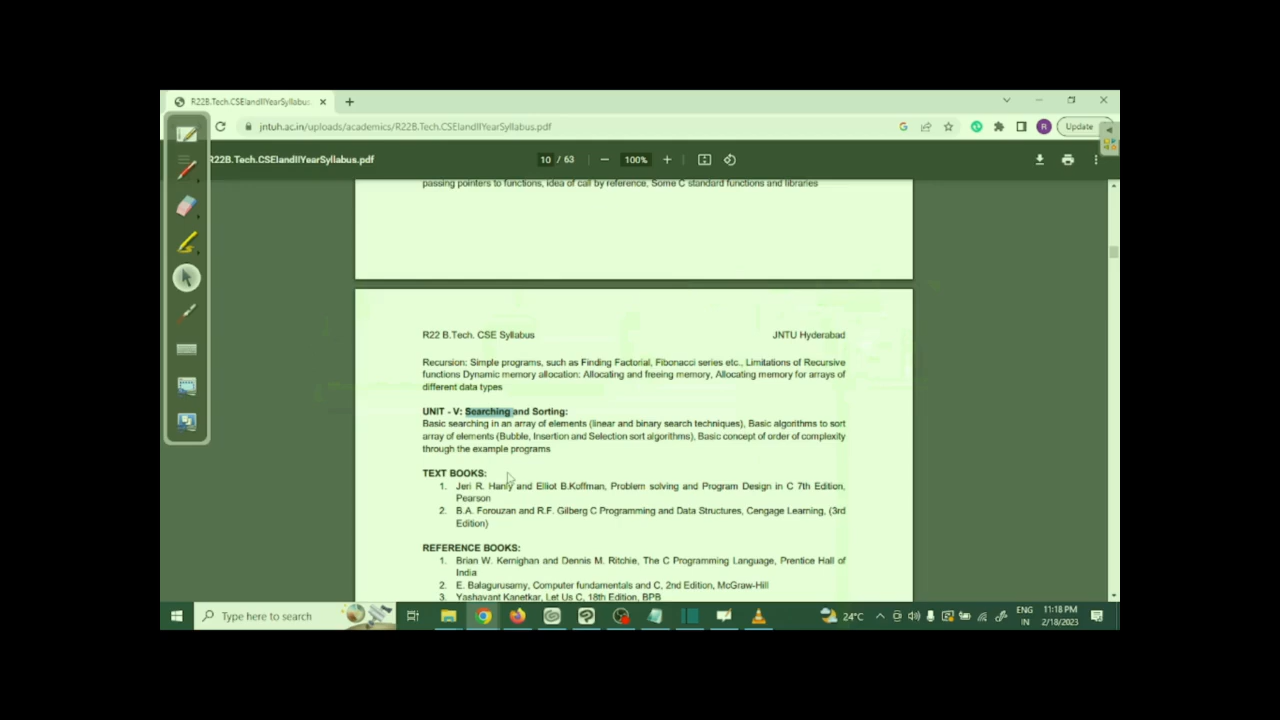 R22B.Tech.CSEIandIIYearSyllabus.
jntuh.ac.in/uploads/academics/R22B.Tech.CSEIandIIYearSyllabus.pdf
R
Update
R22B.Tech.CSEIandIIYearSyllabus.pdf
10 / 63
100%
passing pointers to functions, idea of call by reference, Some C standard functions and libraries
R22 B.Tech. CSE Syllabus
JNTU Hyderabad
Recursion: Simple programs, such as Finding Factorial, Fibonacci series etc., Limitations of Recursive
functions Dynamic memory allocation: Allocating and freeing memory, Allocating memory for arrays of
different data types
UNIT - V: Searching and Sorting:
Basic searching in an array of elements (linear and binary search techniques), Basic algorithms to sort
array of elements (Bubble, Insertion and Selection sort algorithms), Basic concept of order of complexity
through the example programs
TEXT BOOKS:
1. Jeri R. Hanly and Elliot B.Koffman, Problem solving and Program Design in C 7th Edition,
Pearson
2. B.A. Forouzan and R.F. Gilberg C Programming and Data Structures, Cengage Learning, (3rd
Edition)
REFERENCE BOOKS:
1. Brian W. Kernighan and Dennis M. Ritchie, The C Programming Language, Prentice Hall of
India
2. E. Balagurusamy, Computer fundamentals and C, 2nd Edition, McGraw-Hill
3. Yashavant Kanetkar, Let Us C, 18th Edition, BPB
Type here to search
24°C
ENG
IN
11:18 PM
2/18/2023